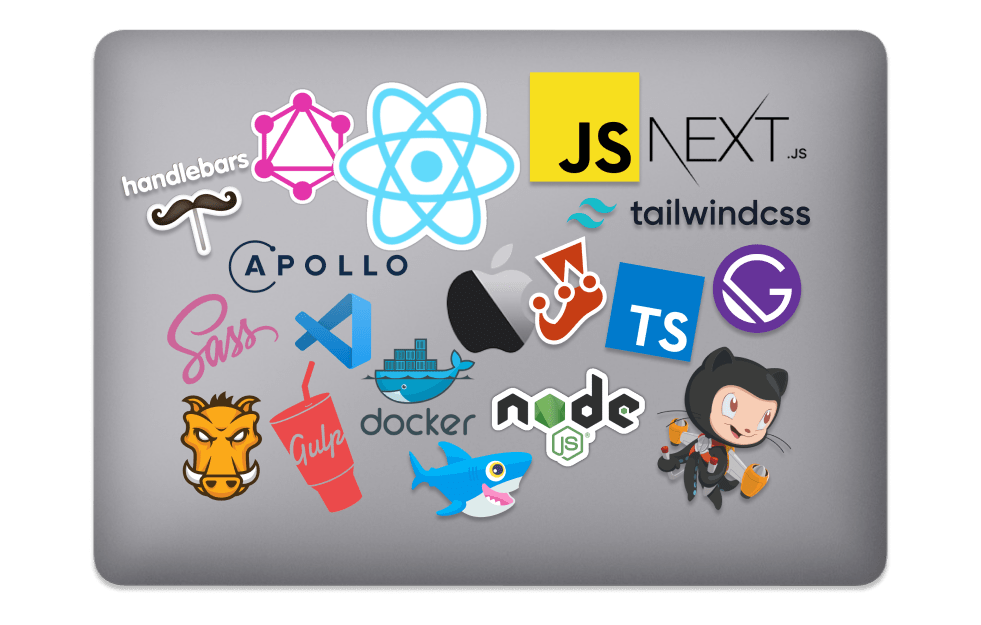 handlebars
JS
NEXT
.JS
tailwindcss
APOLLO
TS
G
Sass
Gulp
docker
node
JS